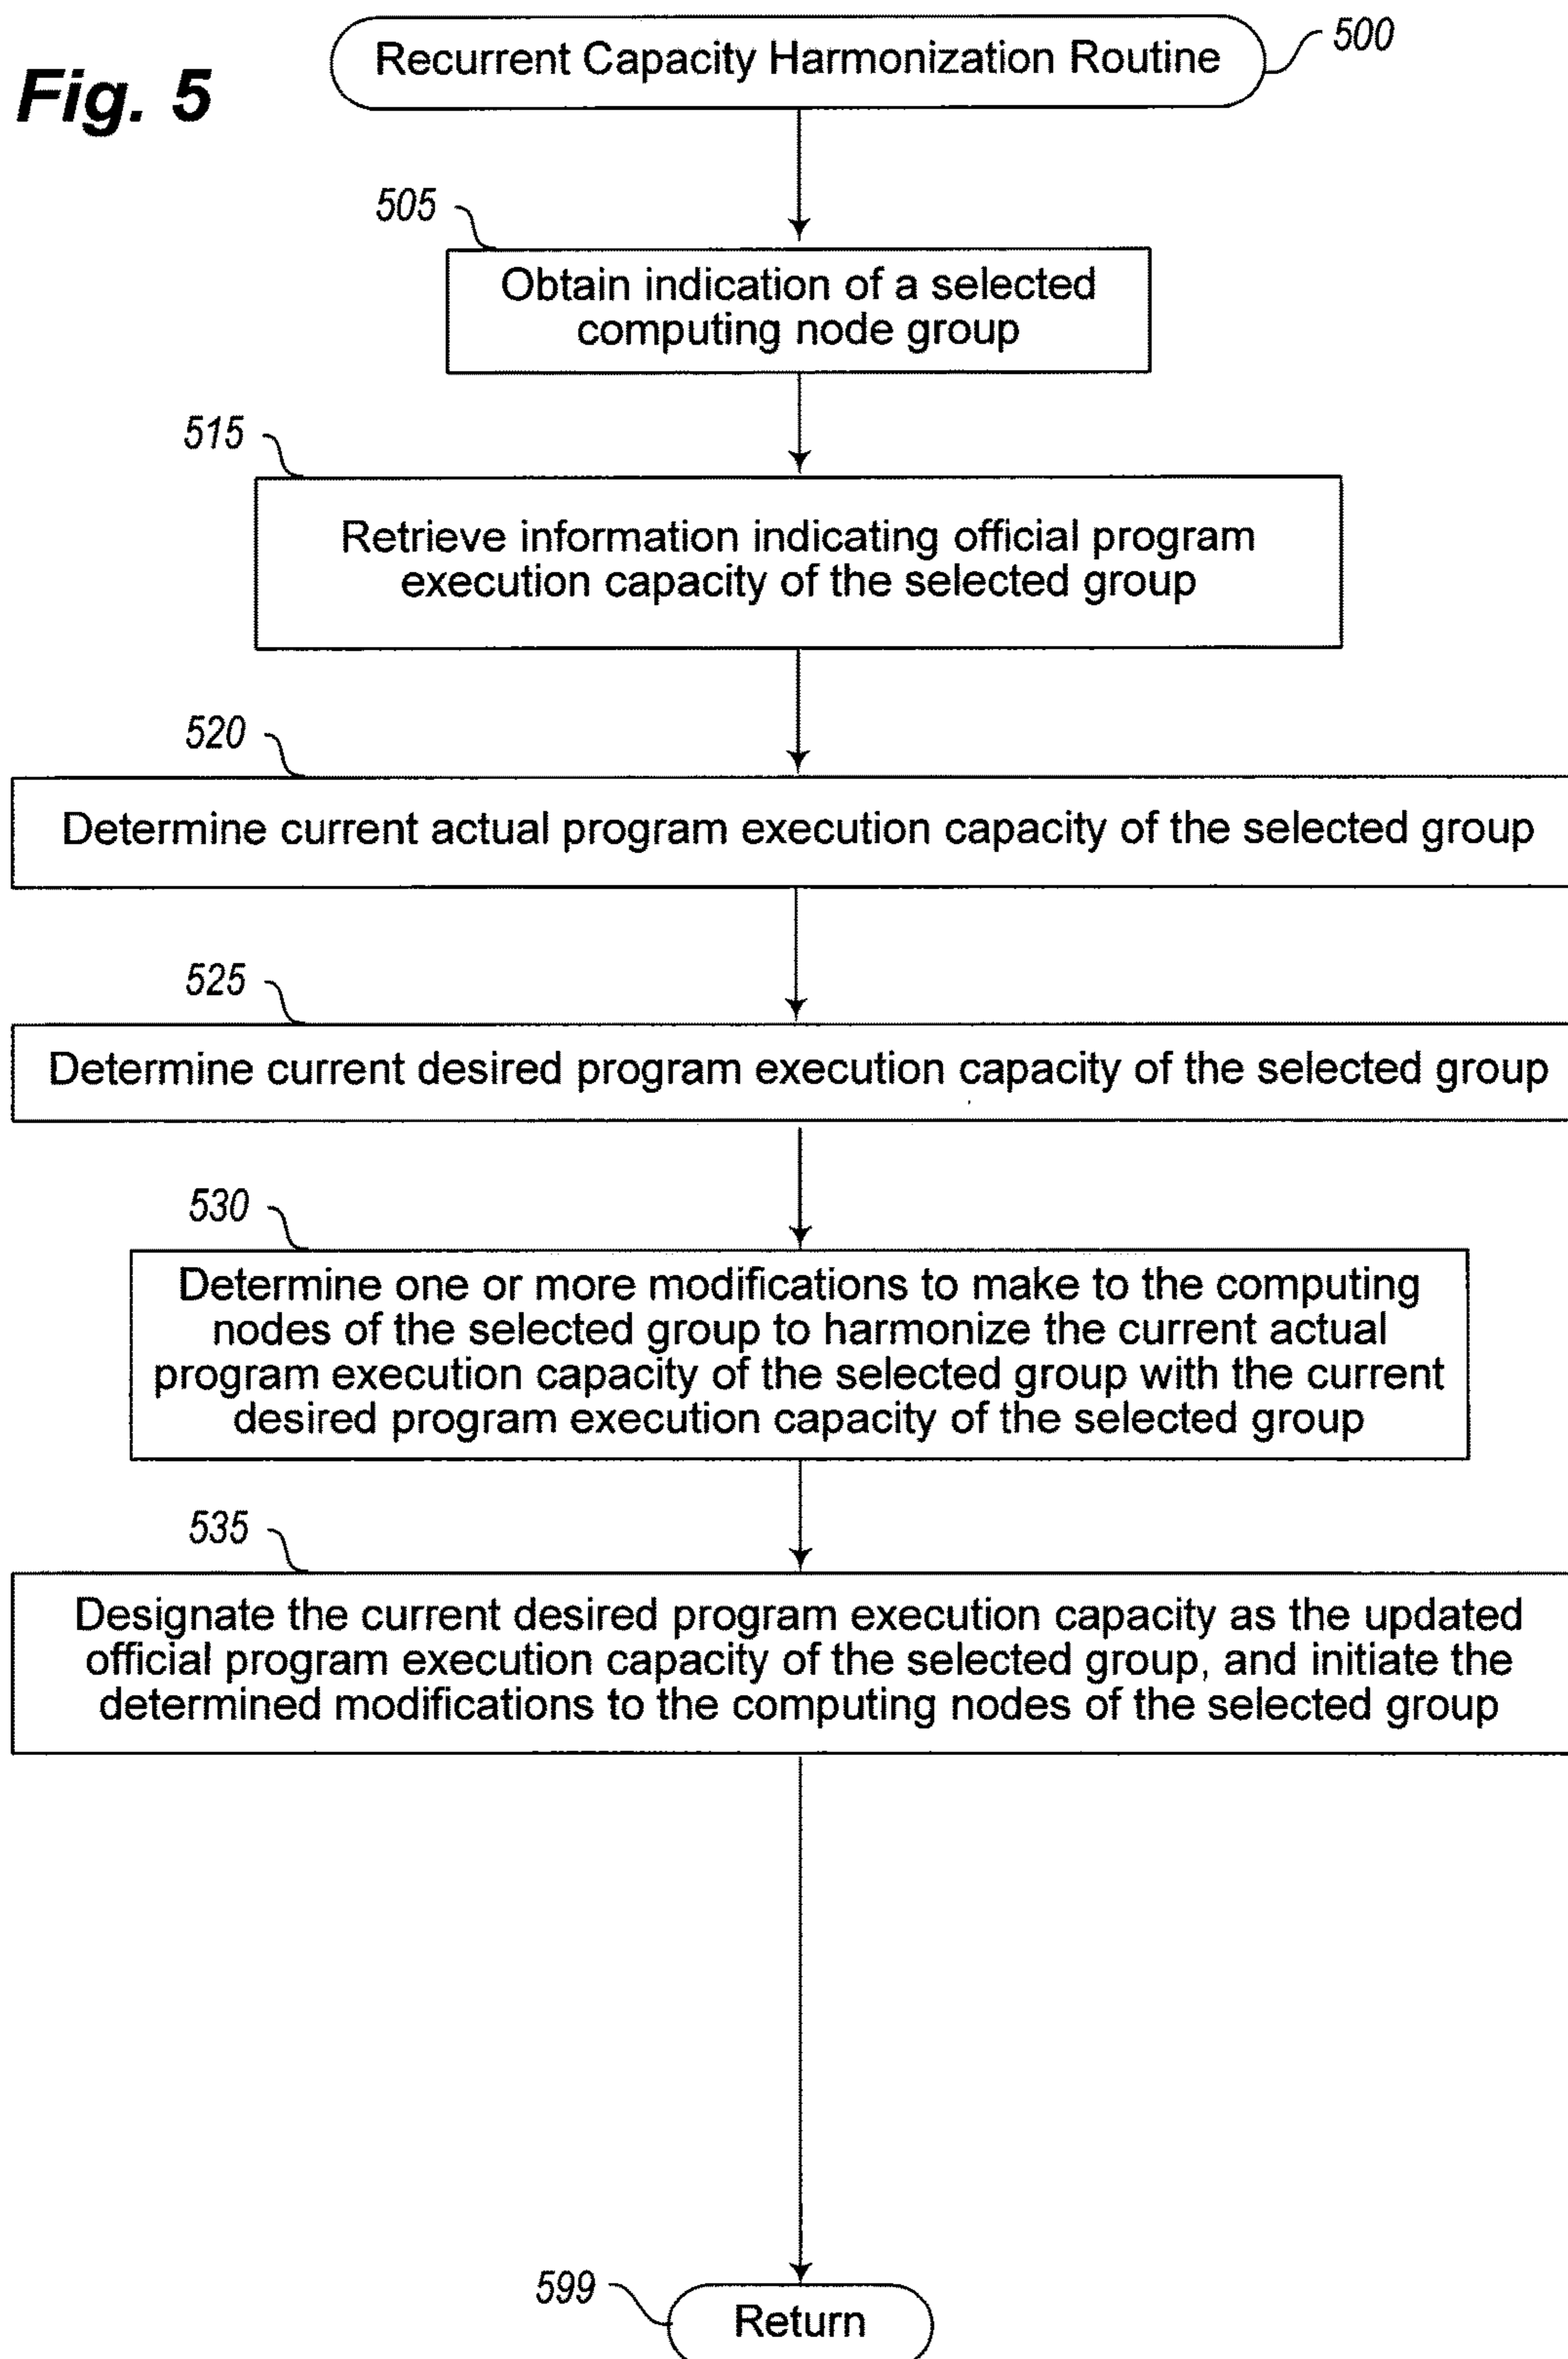 Fig. 5
Recurrent Capacity Harmonization Routine
500
505
Obtain indication of a selected
computing node group
515
Retrieve information indicating official program
execution capacity of the selected group
520
Determine current actual program execution capacity of the selected group
525
Determine current desired program execution capacity of the selected group
530
Determine one or more modifications to make to the computing
nodes of the selected group to harmonize the current actual
program execution capacity of the selected group with the current
desired program execution capacity of the selected group
535
Designate the current desired program execution capacity as the updated
official program execution capacity of the selected group, and initiate the
determined modifications to the computing nodes of the selected group
599
Return